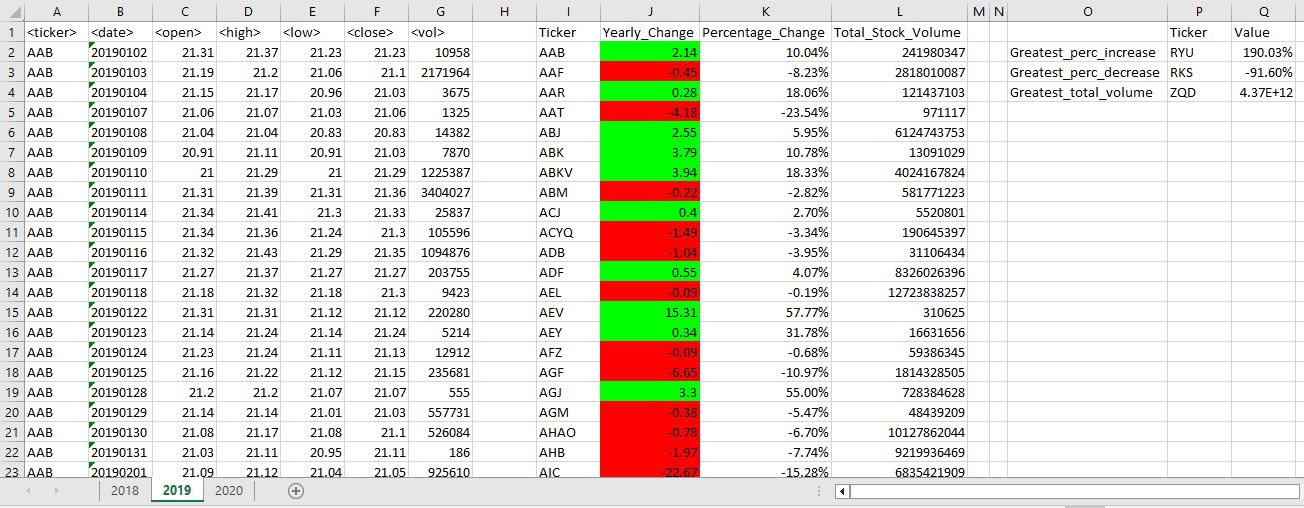 A B C D E F G H I J K L M N O P Q
1 <ticker> <date> <open> <high> <low> <close> <vol> Ticker Yearly_Change Percentage_Change Total_Stock_Volume Ticker Value
2 AAB 20190102 21.31 21.37 21.23 21.23 10958 AAB 2.14 10.04% 241980347 Greatest_perc_increase RYU 190.03%
3 AAB 20190103 21.19 21.2 21.06 21.1 2171964 AAF -0.45 -8.23% 2818010087 Greatest_perc_decrease RKS -91.60%
4 AAB 20190104 21.15 21.17 20.96 21.03 3675 AAR 0.28 18.06% 121437103 Greatest_total_volume ZQD 4.37E+12
5 AAB 20190107 21.06 21.07 21.03 21.06 1325 AAT -4.18 -23.54% 971117
6 AAB 20190108 21.04 21.04 20.83 20.83 14382 ABJ 2.55 5.95% 6124743753
7 AAB 20190109 20.91 21.11 20.91 21.03 7870 ABK 3.79 10.78% 13091029
8 AAB 20190110 21 21.29 21 21.29 1225387 ABKV 3.94 18.33% 4024167824
9 AAB 20190111 21.31 21.39 21.31 21.36 3404027 ABM -0.22 -2.82% 581771223
10 AAB 20190114 21.34 21.41 21.3 21.33 25837 ACJ 0.4 2.70% 5520801
11 AAB 20190115 21.34 21.36 21.24 21.3 105596 ACYQ -1.49 -3.34% 190645397
12 AAB 20190116 21.32 21.43 21.29 21.35 1094876 ADB -1.04 -3.95% 31106434
13 AAB 20190117 21.27 21.37 21.27 21.27 203755 ADF 0.55 4.07% 8326026396
14 AAB 20190118 21.18 21.32 21.18 21.3 9423 AEL -0.09 -0.19% 12723838257
15 AAB 20190122 21.31 21.31 21.12 21.12 220280 AEV 15.31 57.77% 310625
16 AAB 20190123 21.14 21.24 21.14 21.24 5214 AEY 0.34 31.78% 16631656
17 AAB 20190124 21.23 21.24 21.11 21.13 12912 AFZ -0.09 -0.68% 59386345
18 AAB 20190125 21.16 21.22 21.12 21.15 235681 AGF -6.65 -10.97% 1814328505
19 AAB 20190128 21.2 21.2 21.07 21.07 555 AGJ 3.3 55.00% 728384628
20 AAB 20190129 21.14 21.14 21.01 21.03 557731 AGM -0.38 -5.47% 48439209
21 AAB 20190130 21.08 21.17 21.08 21.1 526084 AHAO -0.78 -6.70% 10127862044
22 AAB 20190131 21.03 21.11 20.95 21.11 186 AHB -1.97 -7.74% 9219936469
23 AAB 20190201 21.09 21.12 21.04 21.05 925610 AIC -22.67 -15.28% 6835421909
2018 2019 2020